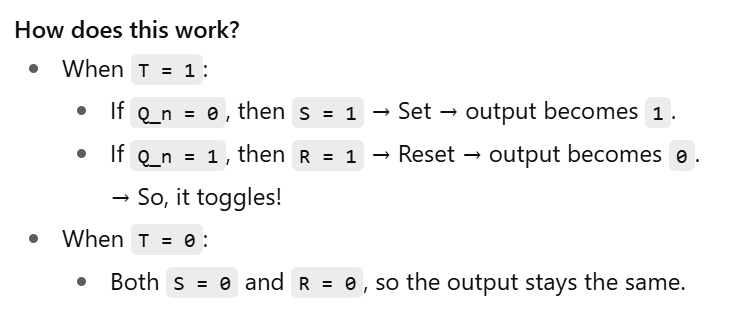 How does this work?
• When T = 1:
• If Q_n = 0, then S = 1 → Set → output becomes 1.
• If Q_n = 1, then R = 1 → Reset → output becomes 0.
→ So, it toggles!
• When T = 0:
• Both S = 0 and R = 0, so the output stays the same.